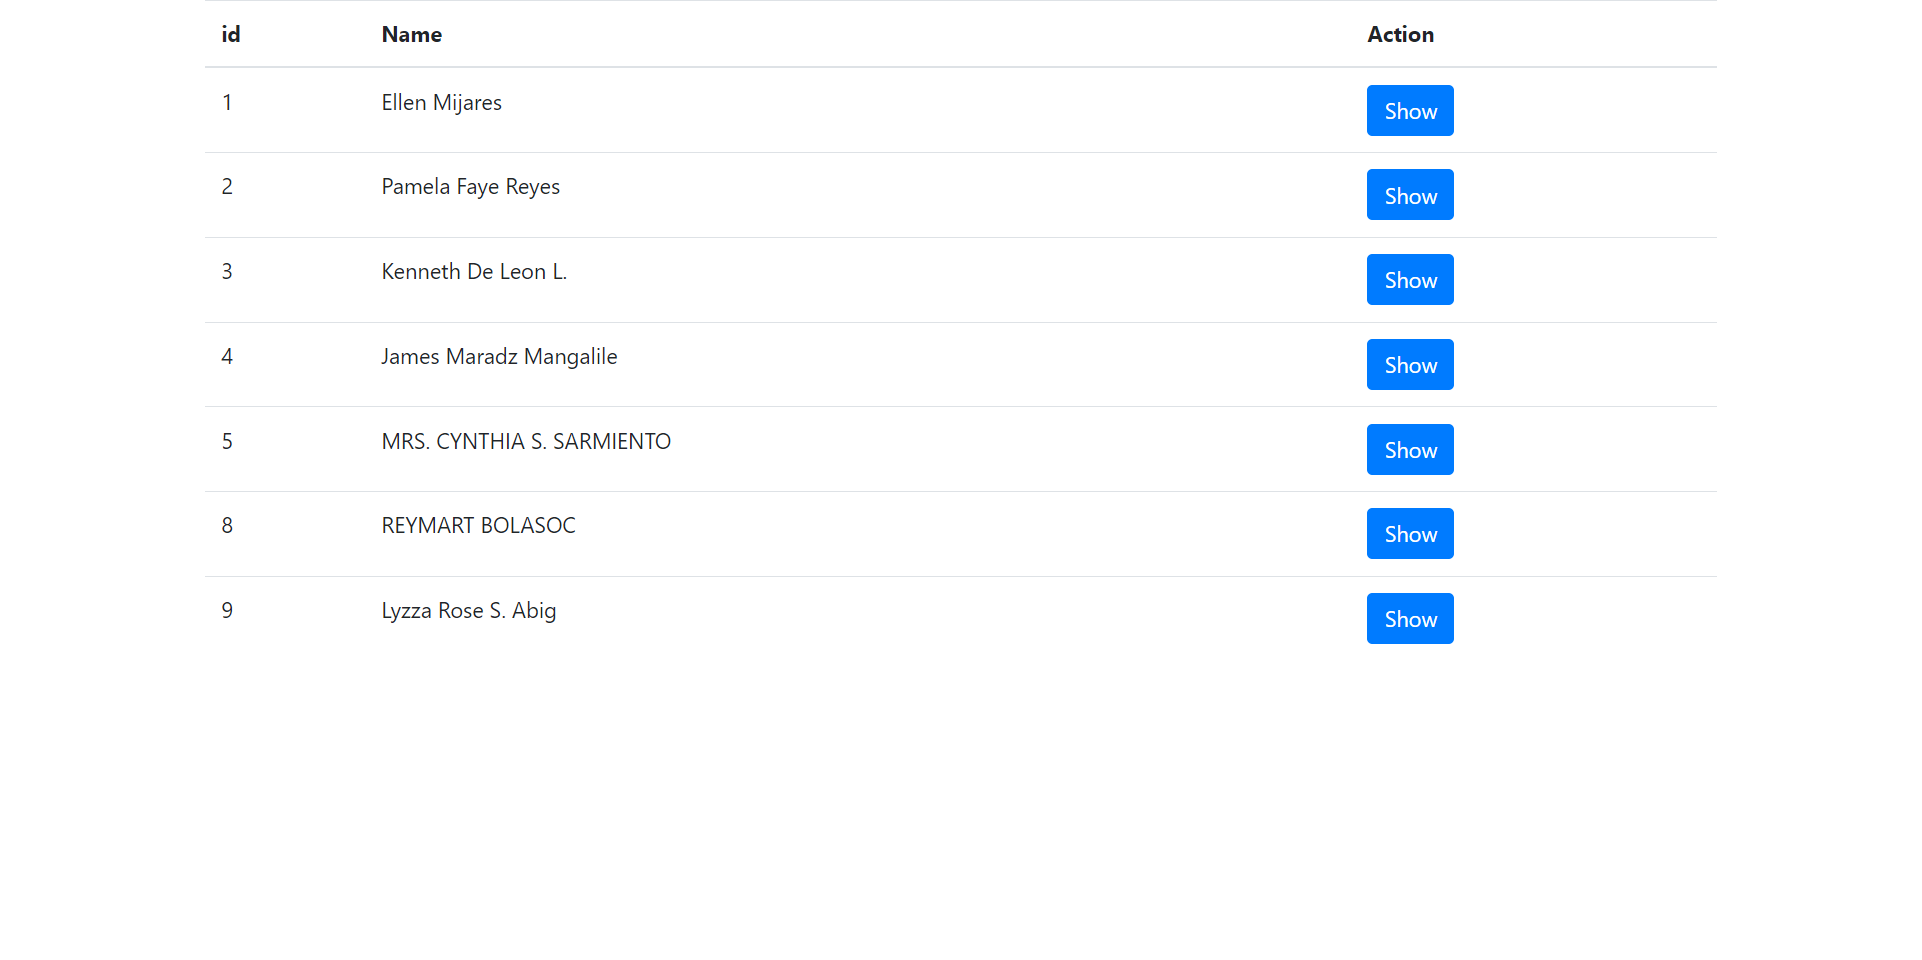 id Name Action
1 Ellen Mijares Show
2 Pamela Faye Reyes Show
3 Kenneth De Leon L. Show
4 James Maradz Mangalile Show
5 MRS. CYNTHIA S. SARMIENTO Show
8 REYMART BOLASOC Show
9 Lyzza Rose S. Abig Show